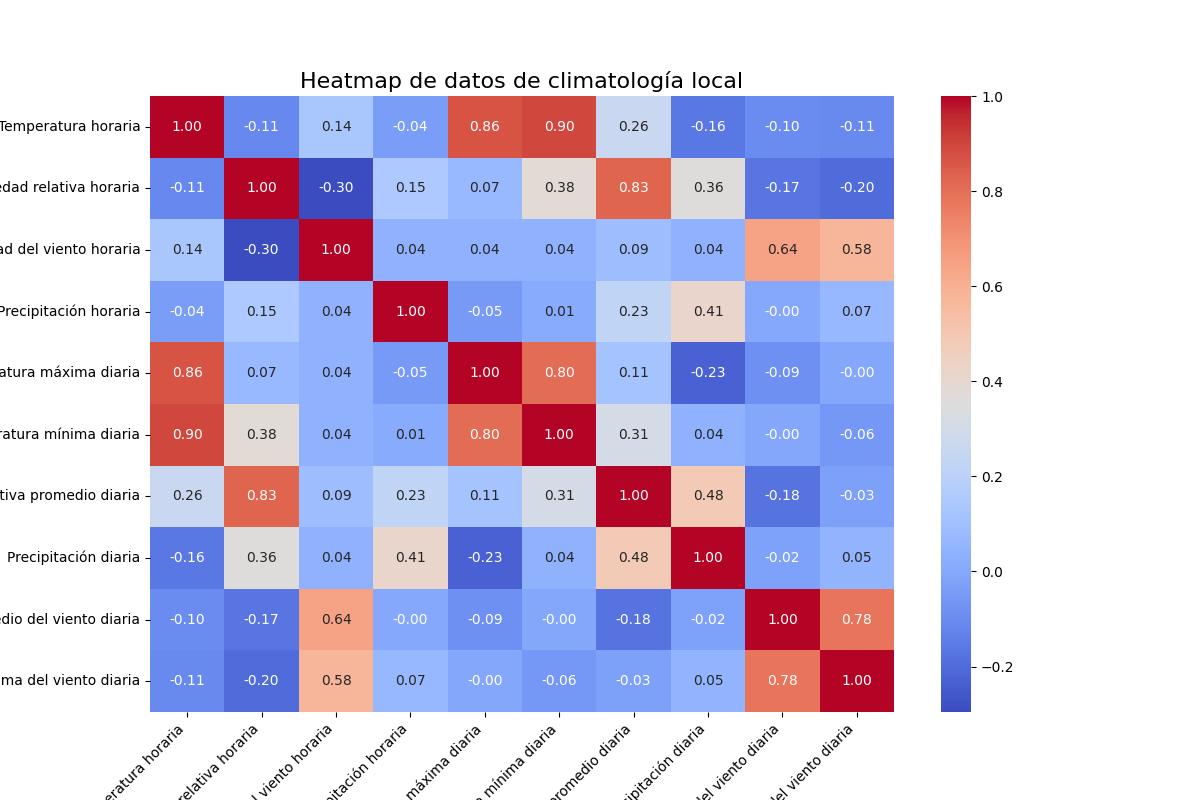 Heatmap de datos de climatología local
Temperatura horaria 1.00 -0.11 0.14 -0.04 0.86 0.90 0.26 -0.16 -0.10 -0.11
edad relativa horaria -0.11 1.00 -0.30 0.15 0.07 0.38 0.83 0.36 -0.17 -0.20
ad del viento horaria 0.14 -0.30 1.00 0.04 0.04 0.04 0.09 0.04 0.64 0.58
Precipitación horaria -0.04 0.15 0.04 1.00 -0.05 0.01 0.23 0.41 -0.00 0.07
atura máxima diaria 0.86 0.07 0.04 -0.05 1.00 0.80 0.11 -0.23 -0.09 -0.00
ratura mínima diaria 0.90 0.38 0.04 0.01 0.80 1.00 0.31 0.04 -0.00 -0.06
tiva promedio diaria 0.26 0.83 0.09 0.23 0.11 0.31 1.00 0.48 -0.18 -0.03
Precipitación diaria -0.16 0.36 0.04 0.41 -0.23 0.04 0.48 1.00 -0.02 0.05
edio del viento diaria -0.10 -0.17 0.64 -0.00 -0.09 -0.00 -0.18 -0.02 1.00 0.78
ma del viento diaria -0.11 -0.20 0.58 0.07 -0.00 -0.06 -0.03 0.05 0.78 1.00
eratura horaria
relativa horaria
l viento horaria
pitación horaria
máxima diaria
mínima diaria
promedio diaria
ipitación diaria
del viento diaria
del viento diaria
1.0
0.8
0.6
0.4
0.2
0.0
−0.2